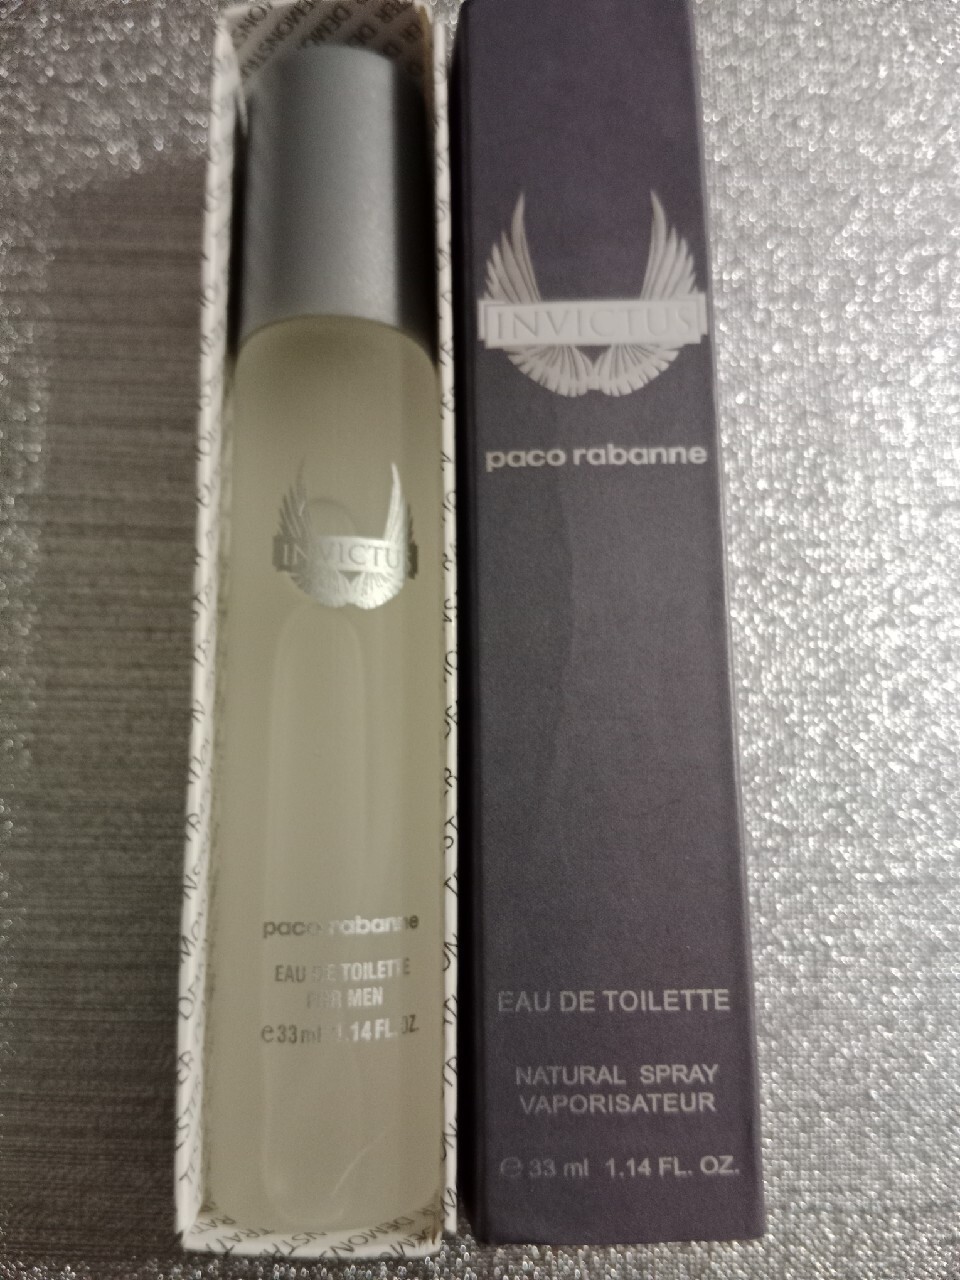 INVICTUS
paco rabanne
EAU DE TOILETTE
FOR MEN
e 33 ml 1.14 FL. OZ.
INVICTUS
paco rabanne
EAU DE TOILETTE
NATURAL SPRAY
VAPORISATEUR
e 33 ml 1.14 FL. OZ.